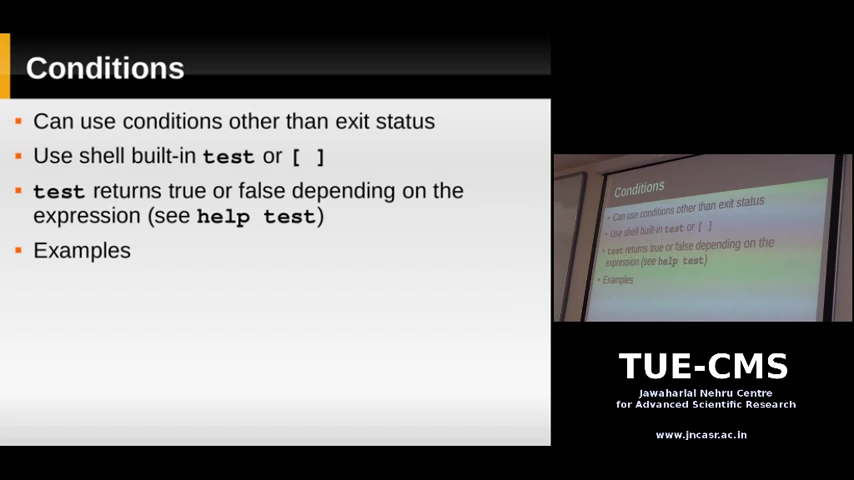 Conditions
Can use conditions other than exit status
Use shell built-in test or [ ]
test returns true or false depending on the
expression (see help test)
Examples
Conditions
Can use conditions other than exit status
Use shell built-in test or [ ]
test returns true or false depending on the
expression (see help test)
Examples
TUE-CMS
Jawaharlal Nehru Centre
for Advanced Scientific Research
www.jncasr.ac.in